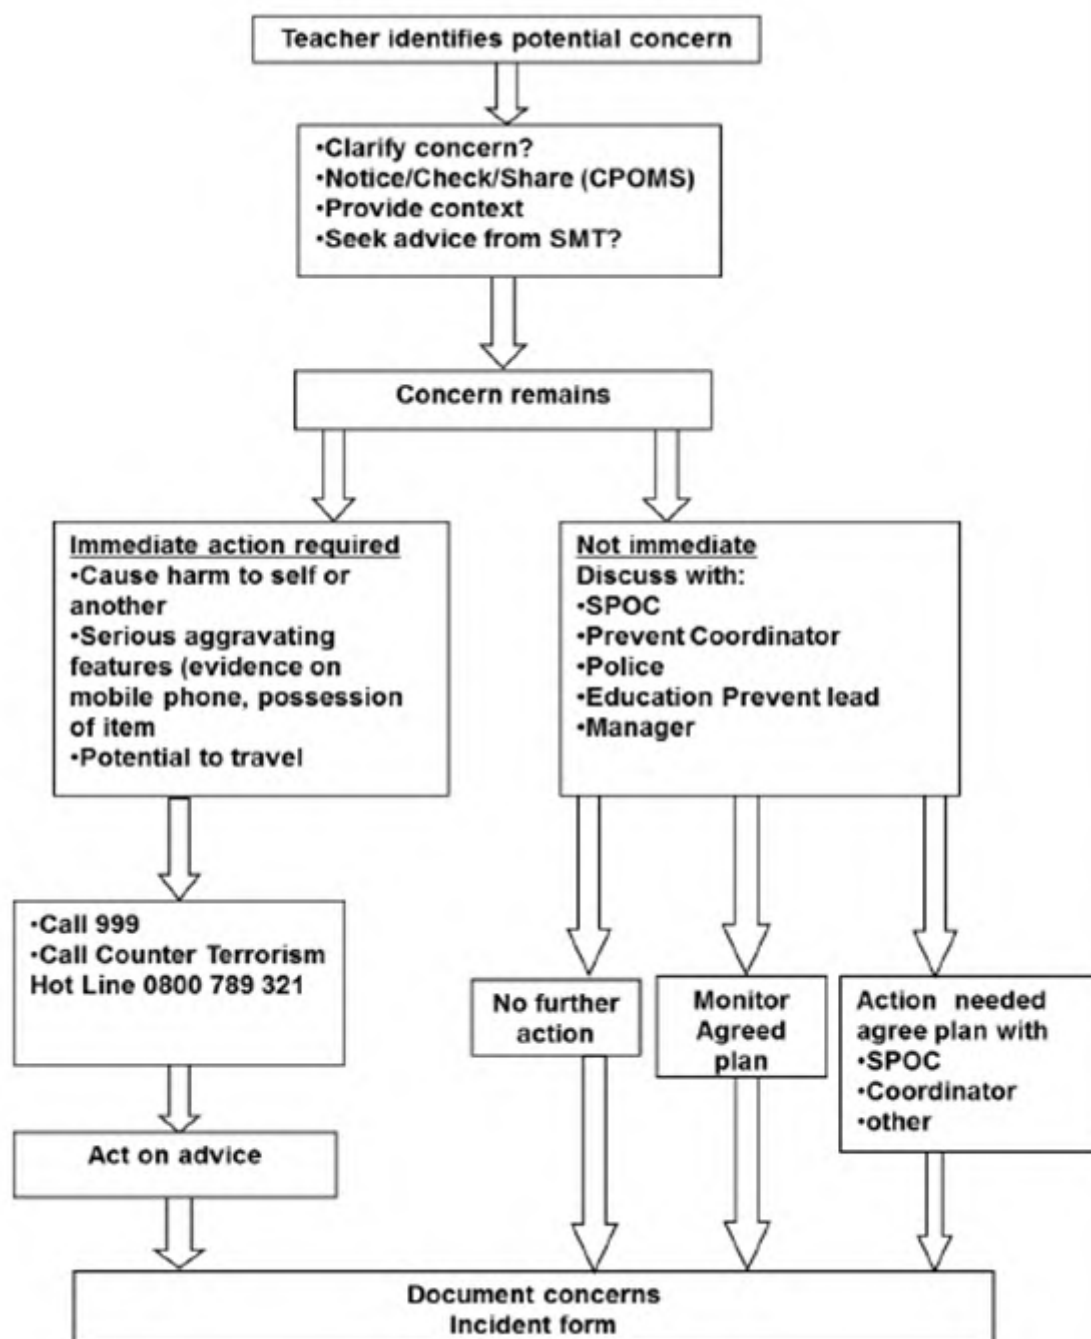 Teacher identifies potential concern
•Clarify concern?
•Notice/Check/Share (CPOMS)
•Provide context
•Seek advice from SMT?
Concern remains
Immediate action required
•Cause harm to self or
another
•Serious aggravating
features (evidence on
mobile phone, possession
of item
•Potential to travel
Not immediate
Discuss with:
•SPOC
•Prevent Coordinator
•Police
•Education Prevent lead
•Manager
•Call 999
•Call Counter Terrorism
Hot Line 0800 789 321
No further
action
Monitor
Agreed
plan
Action needed
agree plan with
•SPOC
•Coordinator
•other
Act on advice
Document concerns
Incident form